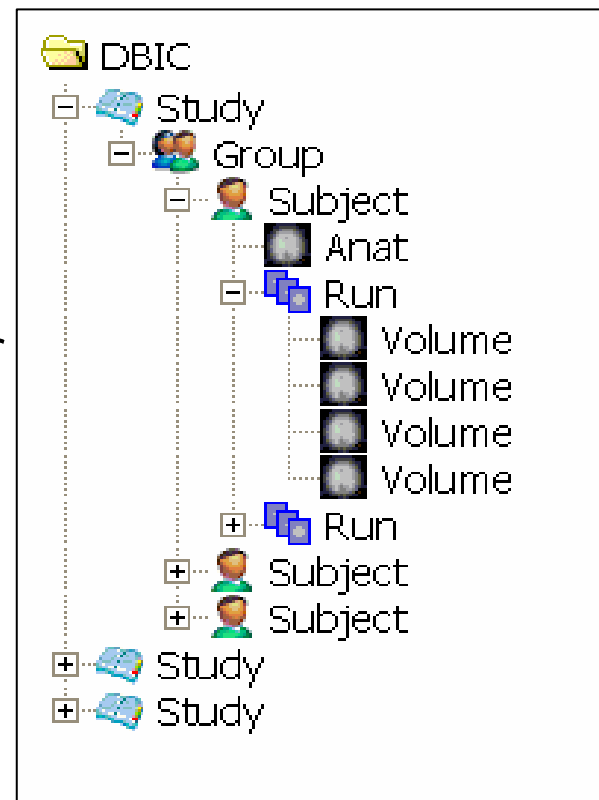 DBIC
Study
Group
Subject
Anat
Run
Volume
Volume
Volume
Volume
Run
Subject
Subject
Study
Study